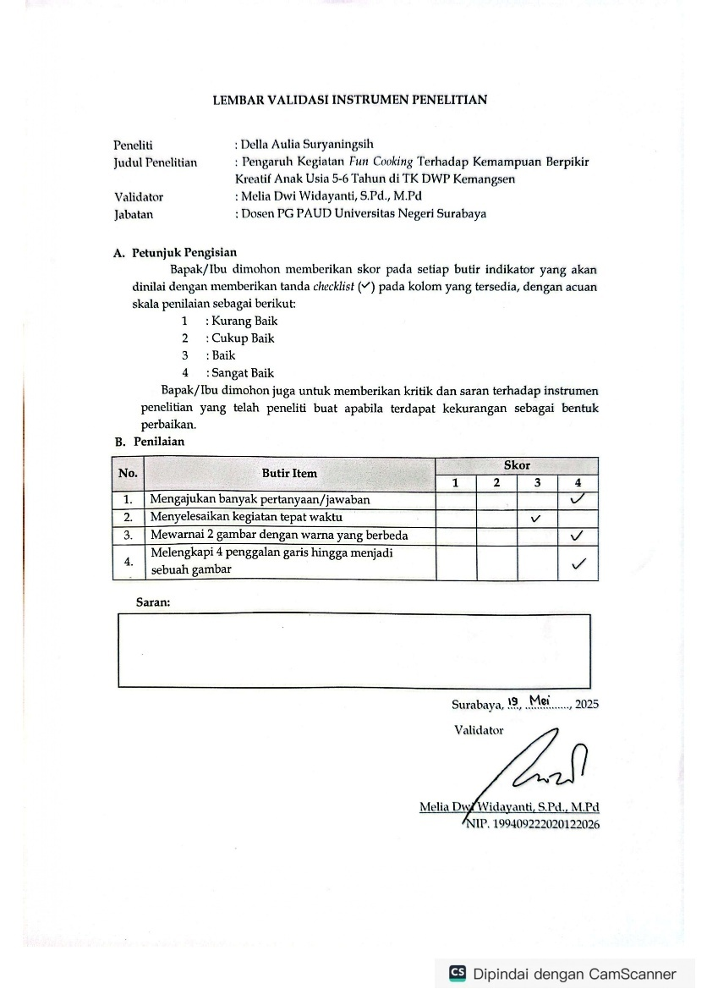 LEMBAR VALIDASI INSTRUMEN PENELITIAN
Peneliti : Della Aulia Suryaningsih
Judul Penelitian : Pengaruh Kegiatan Fun Cooking Terhadap Kemampuan Berpikir
Kreatif Anak Usia 5-6 Tahun di TK DWP Kemangsen
Validator : Melia Dwi Widayanti, S.Pd., M.Pd
Jabatan : Dosen PG PAUD Universitas Negeri Surabaya
A. Petunjuk Pengisian
Bapak/Ibu dimohon memberikan skor pada setiap butir indikator yang akan
dinilai dengan memberikan tanda checklist (✓) pada kolom yang tersedia, dengan acuan
skala penilaian sebagai berikut:
1 : Kurang Baik
2 : Cukup Baik
3 : Baik
4 : Sangat Baik
Bapak/Ibu dimohon juga untuk memberikan kritik dan saran terhadap instrumen
penelitian yang telah peneliti buat apabila terdapat kekurangan sebagai bentuk
perbaikan.
B. Penilaian
No. Butir Item Skor
1 2 3 4
1. Mengajukan banyak pertanyaan/jawaban ✓
2. Menyelesaikan kegiatan tepat waktu ✓
3. Mewarnai 2 gambar dengan warna yang berbeda ✓
4. Melengkapi 4 penggalan garis hingga menjadi
sebuah gambar ✓
Saran:
Surabaya, 19, Mei......, 2025
Validator
Melia Dwi Widayanti, S.Pd., M.Pd
NIP. 199409222020122026
CS Dipindai dengan CamScanner